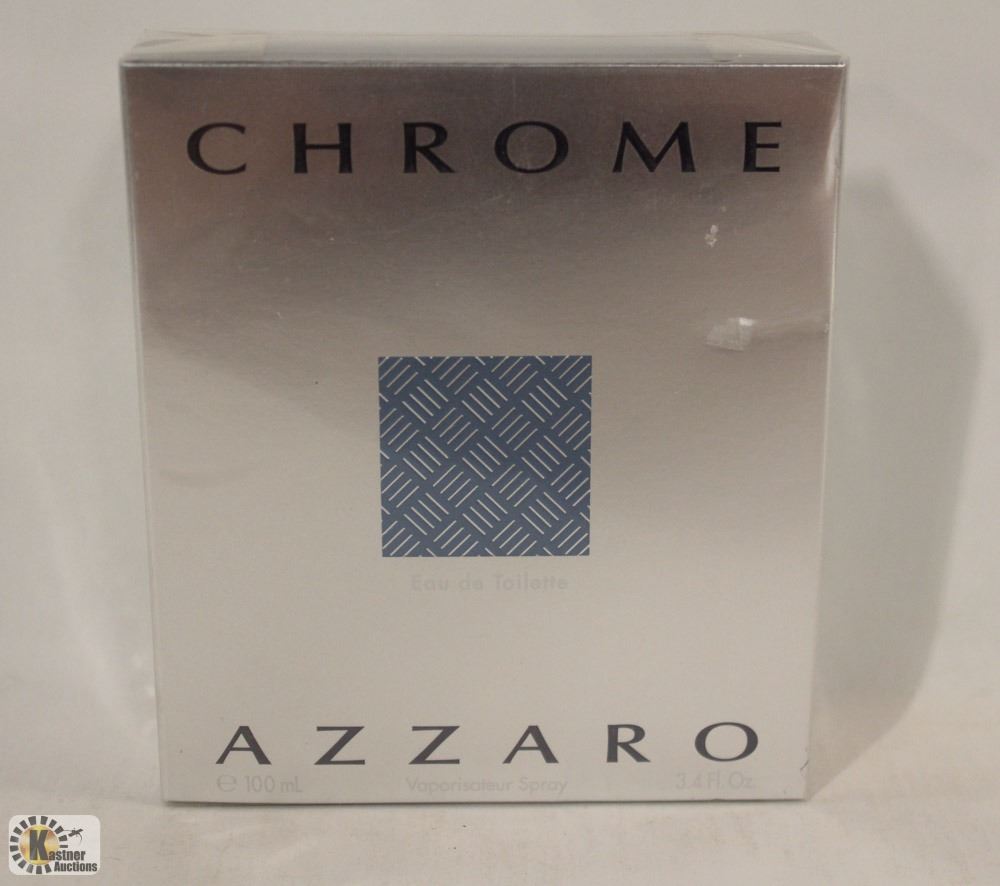 CHROME
Eau de Toilette
AZZARO
℮ 100 mL Vaporisateur Spray 3.4 Fl. Oz.
Kastner
Auctions